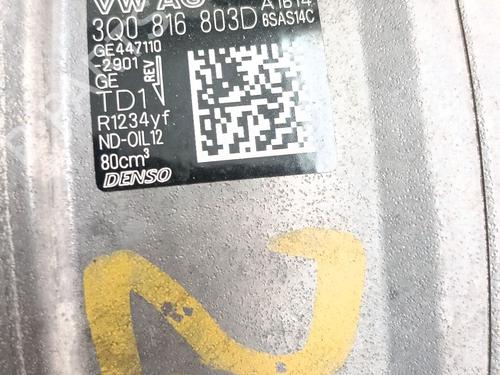 VW AG A1B14
3Q0 816 803D 6SAS14C
GE447110
-2901
GE REV
TD1
R1234yf
ND-OIL12
80cm³
DENSO